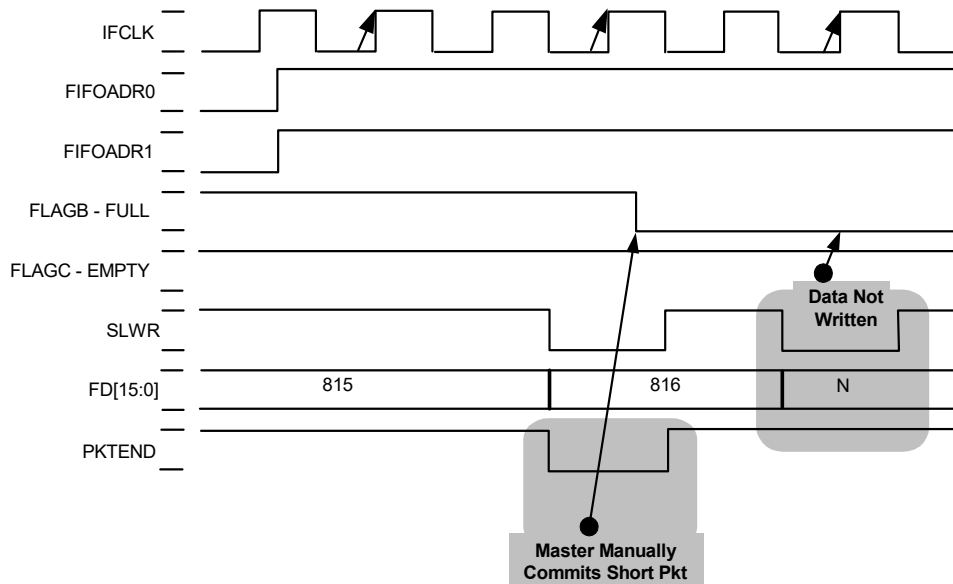 IFCLK
FIFOADR0
FIFOADR1
FLAGB - FULL
FLAGC - EMPTY
Data Not
Written
SLWR
FD[15:0]
815
816
N
PKTEND
Master Manually
Commits Short Pkt